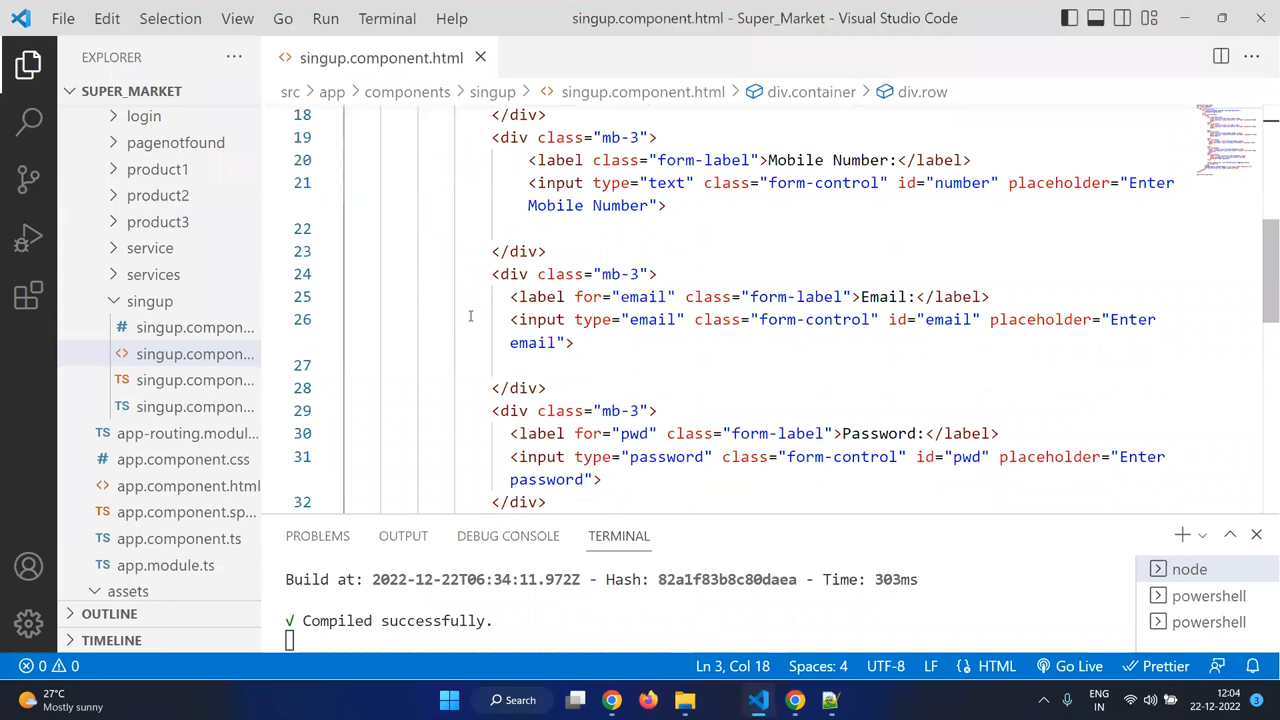 File Edit Selection View Go Run Terminal Help singup.component.html - Super_Market - Visual Studio Code
EXPLORER
SUPER_MARKET
login
pagenotfound
product1
product2
product3
service
services
singup
singup.compon...
singup.compon...
singup.compon...
singup.compon...
app-routing.modul...
app.component.css
app.component.html
app.component.sp...
app.component.ts
app.module.ts
assets
OUTLINE
TIMELINE
singup.component.html
src > app > components > singup > singup.component.html > div.container > div.row
18 </div>
19 <div class="mb-3">
20 <label class="form-label">Mobile Number:</label>
21 <input type="text" class="form-control" id="number" placeholder="Enter
Mobile Number">
22
23 </div>
24 <div class="mb-3">
25 <label for="email" class="form-label">Email:</label>
26 <input type="email" class="form-control" id="email" placeholder="Enter
email">
27
28 </div>
29 <div class="mb-3">
30 <label for="pwd" class="form-label">Password:</label>
31 <input type="password" class="form-control" id="pwd" placeholder="Enter
password">
32 </div>
PROBLEMS OUTPUT DEBUG CONSOLE TERMINAL
Build at: 2022-12-22T06:34:11.972Z - Hash: 82a1f83b8c80daea - Time: 303ms
√ Compiled successfully.
node
powershell
powershell
0 0 Ln 3, Col 18 Spaces: 4 UTF-8 LF HTML Go Live Prettier
27°C
Mostly sunny
Search
ENG
IN
12:04
22-12-2022
3